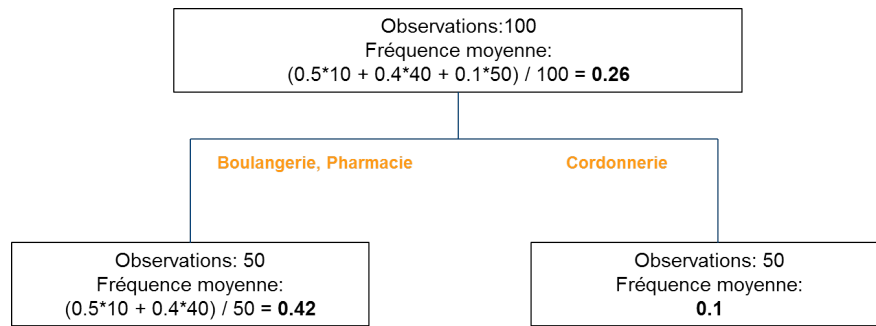 Observations:100
Fréquence moyenne:
(0.5*10 + 0.4*40 + 0.1*50) / 100 = 0.26
Boulangerie, Pharmacie
Cordonnerie
Observations: 50
Fréquence moyenne:
(0.5*10 + 0.4*40) / 50 = 0.42
Observations: 50
Fréquence moyenne:
0.1